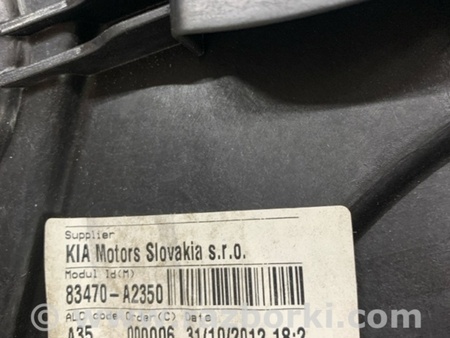 Supplier
KIA Motors Slovakia s.r.o.
Modul Id(M)
83470-A2350
ALC code Order(C) Date
A35 000006 31/10/2012 18:2